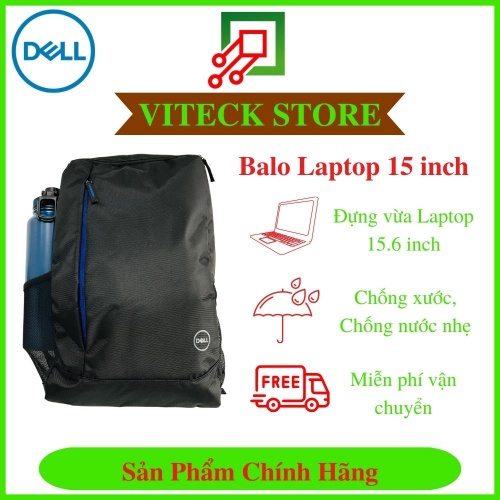 DELL
VITECK STORE
Balo Laptop 15 inch
Đựng vừa Laptop
15.6 inch
Chống xước,
Chống nước nhẹ
FREE
Miễn phí vận
chuyển
DELL
Sản Phẩm Chính Hãng